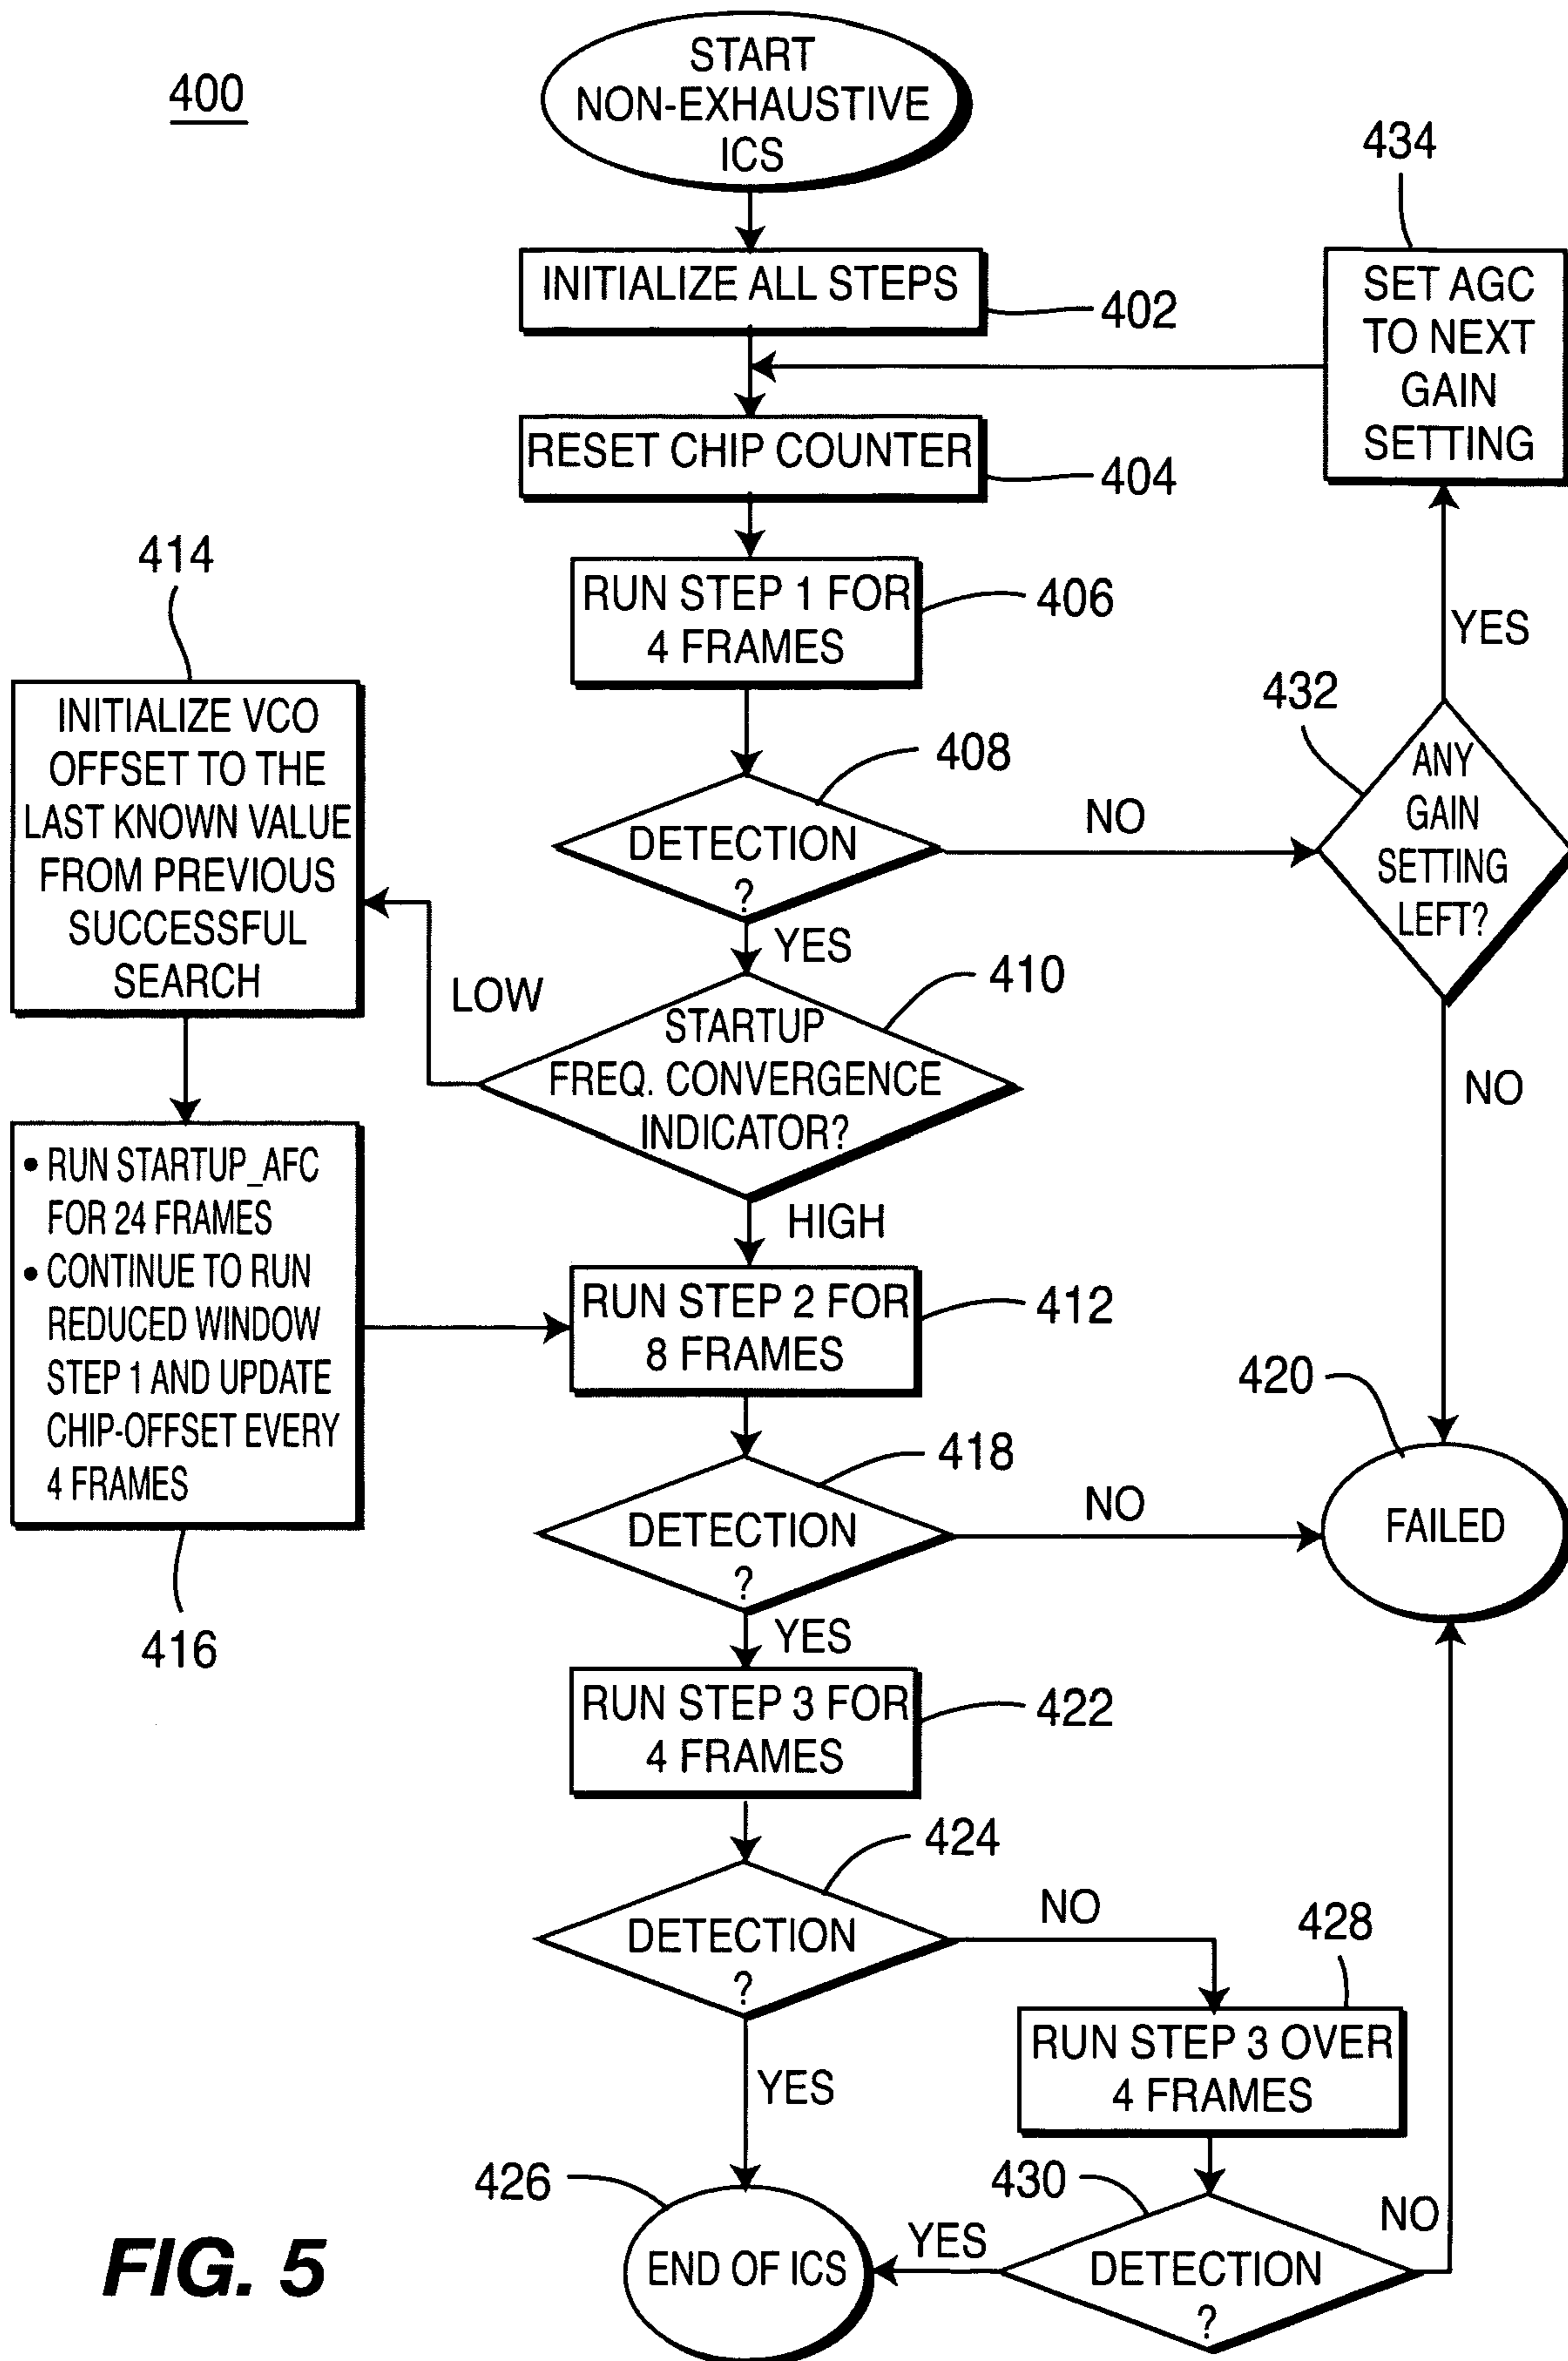 400
START
NON-EXHAUSTIVE
ICS
434
INITIALIZE ALL STEPS
402
SET AGC
TO NEXT
GAIN
SETTING
RESET CHIP COUNTER
404
414
RUN STEP 1 FOR
4 FRAMES
406
YES
432
INITIALIZE VCO
OFFSET TO THE
LAST KNOWN VALUE
FROM PREVIOUS
SUCCESSFUL
SEARCH
408
DETECTION
?
NO
ANY
GAIN
SETTING
LEFT?
YES
LOW
410
STARTUP
FREQ. CONVERGENCE
INDICATOR?
NO
HIGH
• RUN STARTUP_AFC
FOR 24 FRAMES
• CONTINUE TO RUN
REDUCED WINDOW
STEP 1 AND UPDATE
CHIP-OFFSET EVERY
4 FRAMES
416
RUN STEP 2 FOR
8 FRAMES
412
420
418
DETECTION
?
NO
FAILED
YES
RUN STEP 3 FOR
4 FRAMES
422
424
DETECTION
?
NO
428
RUN STEP 3 OVER
4 FRAMES
YES
426
430
END OF ICS
YES
DETECTION
?
NO
FIG. 5